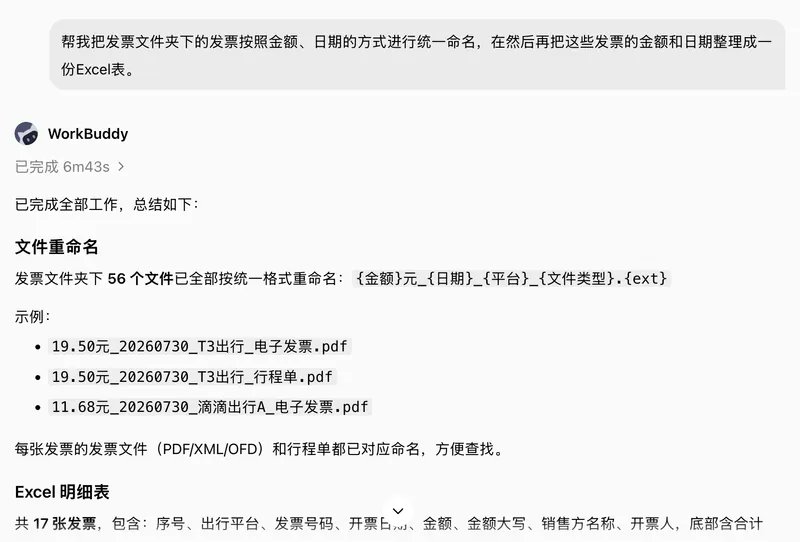 帮我把发票文件夹下的发票按照金额、日期的方式进行统一命名，在然后再把这些发票的金额和日期整理成一
份Excel表。
WorkBuddy
已完成 6m43s >
已完成全部工作，总结如下：
文件重命名
发票文件夹下 56 个文件已全部按统一格式重命名：{金额}元_{日期}_{平台}_{文件类型}.{ext}
示例：
• 19.50元_20260730_T3出行_电子发票.pdf
• 19.50元_20260730_T3出行_行程单.pdf
• 11.68元_20260730_滴滴出行A_电子发票.pdf
每张发票的发票文件（PDF/XML/OFD）和行程单都已对应命名，方便查找。
Excel 明细表
共 17 张发票，包含：序号、出行平台、发票号码、开票日期、金额、金额大写、销售方名称、开票人，底部含合计